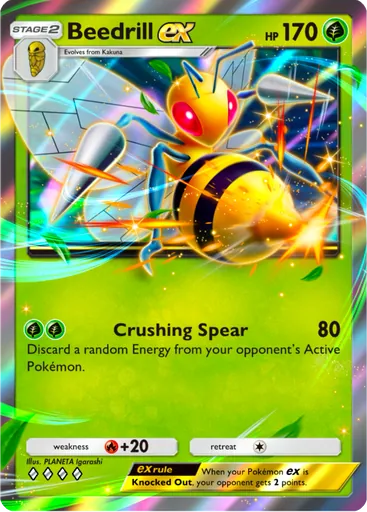 STAGE2 Beedrill ex HP 170
Evolves from Kakuna
Crushing Spear 80
Discard a random Energy from your opponent's Active
Pokémon.
weakness +20 retreat
Illus. PLANETA Igarashi
ex rule When your Pokémon ex is
Knocked Out, your opponent gets 2 points.